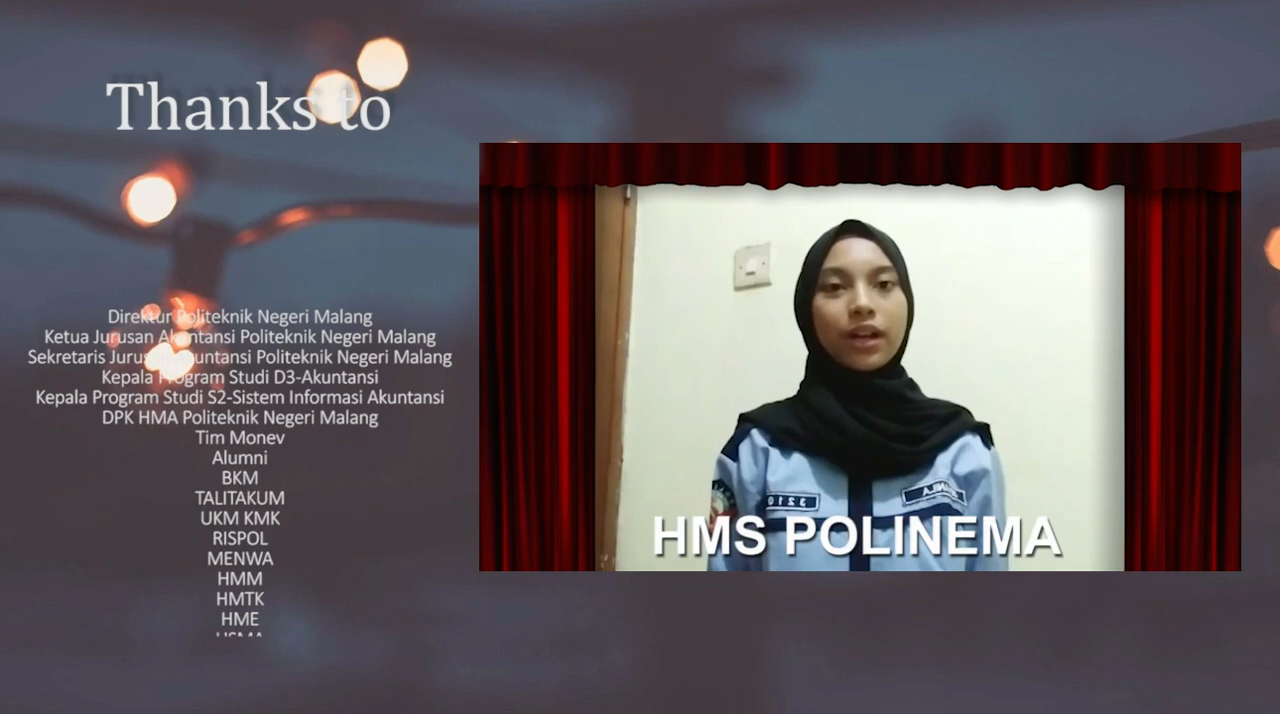 Thanks to
Direktur Politeknik Negeri Malang
Ketua Jurusan Akuntansi Politeknik Negeri Malang
Sekretaris Jurusan Akuntansi Politeknik Negeri Malang
Kepala Program Studi D3-Akuntansi
Kepala Program Studi S2-Sistem Informasi Akuntansi
DPK HMA Politeknik Negeri Malang
Tim Monev
Alumni
BKM
TALITAKUM
UKM KMK
RISPOL
MENWA
HMM
HMTK
HME
HMS POLINEMA